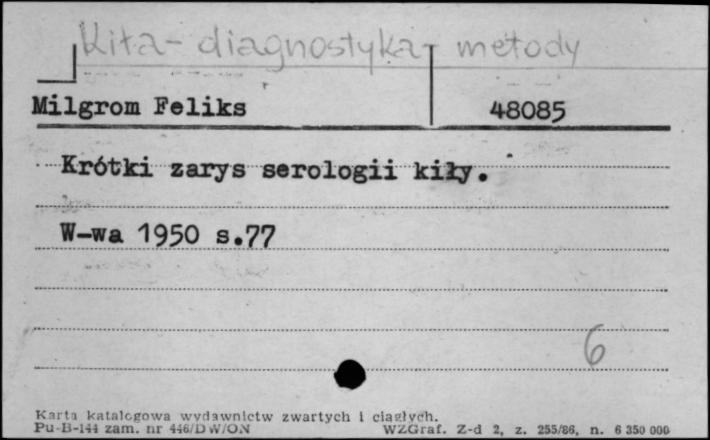 Kiła - diagnostyka - metody
Milgrom Feliks 48085
Krótki zarys serologii kiły.
W-wa 1950 s.77
6
Karta katalogowa wydawnictw zwartych i ciągłych.
Pu-B-144 zam. nr 446/DW/ON WZGraf. Z-d 2, z. 255/86, n. 6 350 000